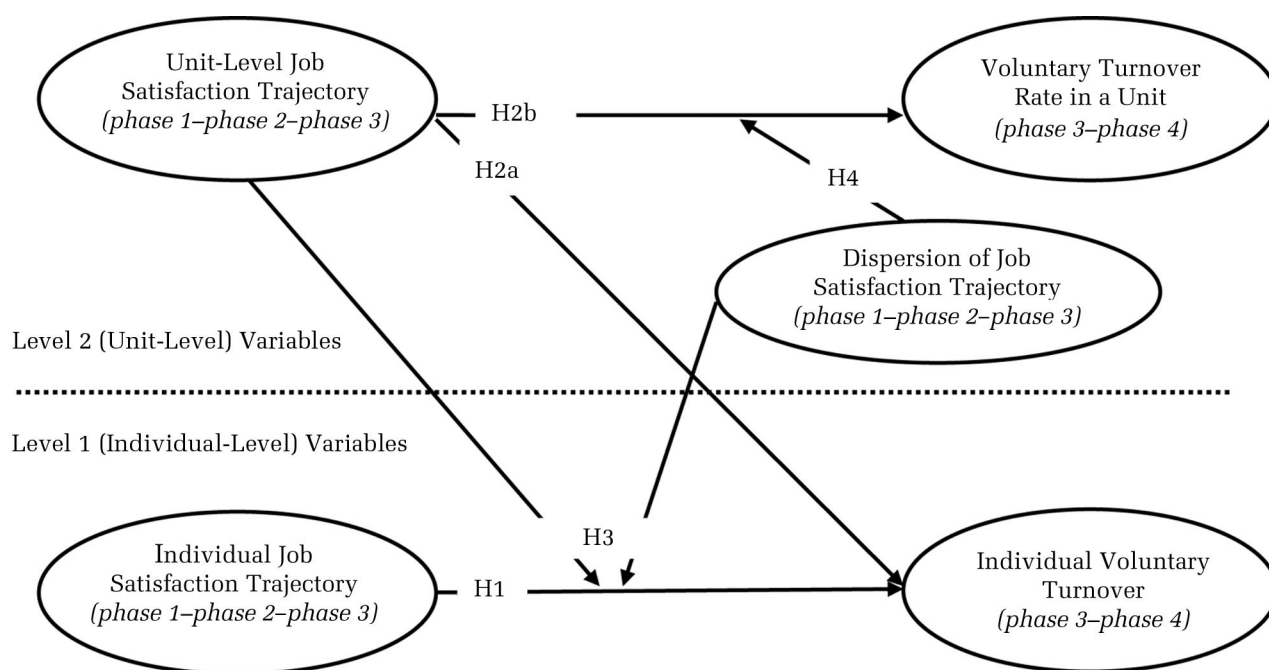 Unit-Level Job
Satisfaction Trajectory
(phase 1–phase 2–phase 3)
H2b
Voluntary Turnover
Rate in a Unit
(phase 3–phase 4)
H2a
H4
Dispersion of Job
Satisfaction Trajectory
(phase 1–phase 2–phase 3)
Level 2 (Unit-Level) Variables
Level 1 (Individual-Level) Variables
H3
Individual Job
Satisfaction Trajectory
(phase 1–phase 2–phase 3)
H1
Individual Voluntary
Turnover
(phase 3–phase 4)